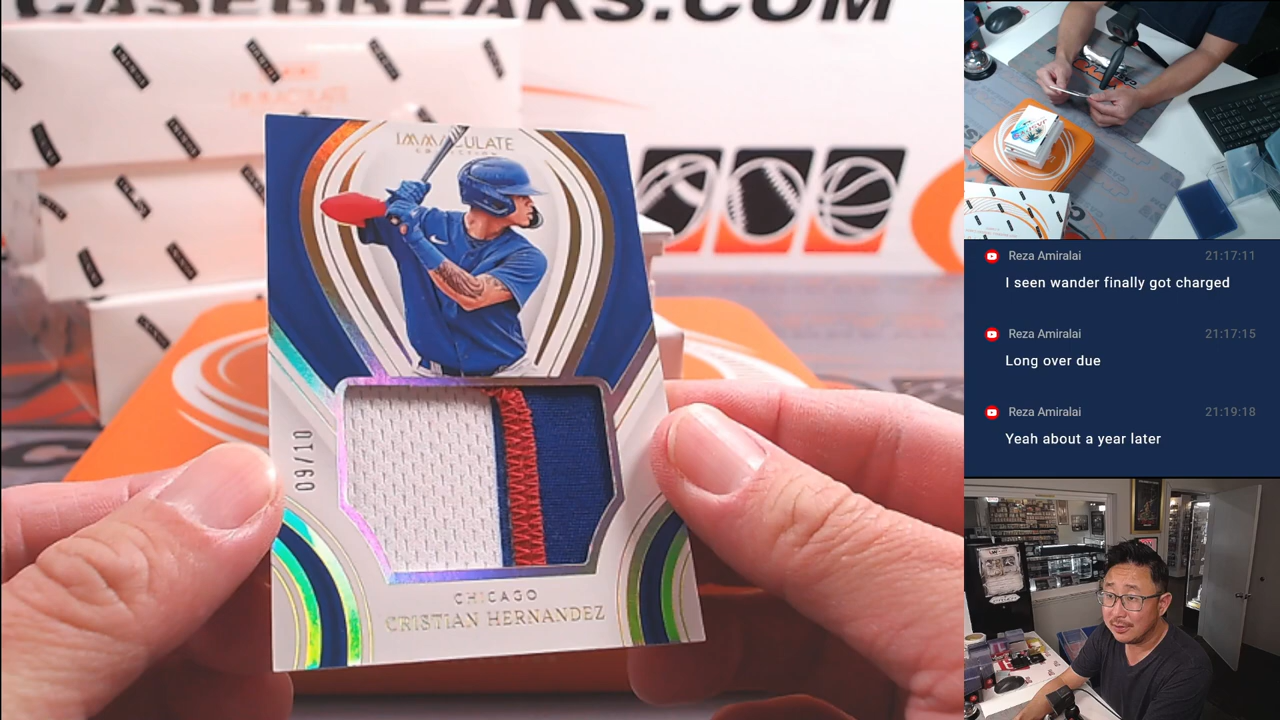 CASEBREAKS.COM
IMMACULATE
COLLECTION
09/10
CHICAGO
CRISTIAN HERNANDEZ
Reza Amiralai 21:17:11
I seen wander finally got charged
Reza Amiralai 21:17:15
Long over due
Reza Amiralai 21:19:18
Yeah about a year later